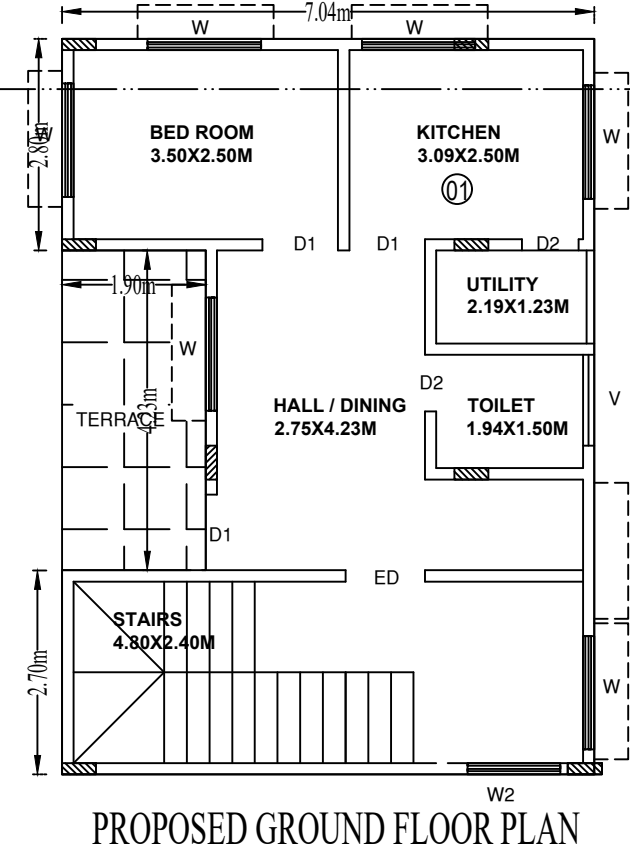 7.04m
W
W
W
2.80m
BED ROOM
3.50X2.50M
KITCHEN
3.09X2.50M
W
01
D1
D1
D2
1.90m
UTILITY
2.19X1.23M
W
D2
TERRACE
4.23m
HALL / DINING
2.75X4.23M
TOILET
1.94X1.50M
V
D1
ED
STAIRS
4.80X2.40M
2.70m
W
W2
PROPOSED GROUND FLOOR PLAN